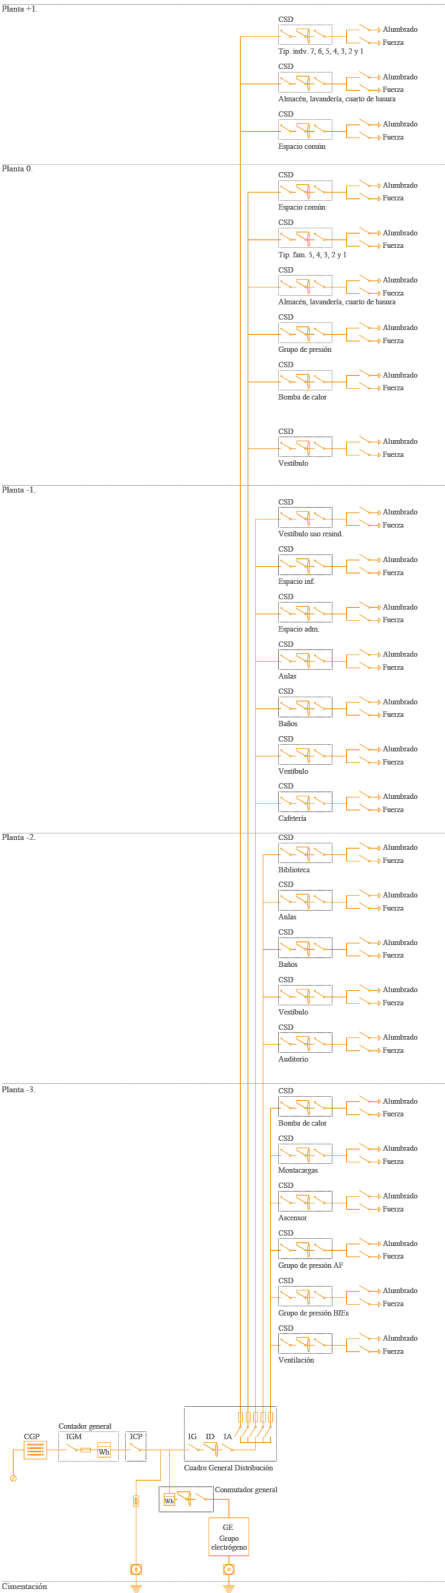 Planta +1.
CSD
Alumbrado
Fuerza
Tip. indv. 7, 6, 5, 4, 3, 2 y 1
CSD
Alumbrado
Fuerza
Almacén, lavandería, cuarto de basura
CSD
Alumbrado
Fuerza
Espacio común
Planta 0.
CSD
Alumbrado
Fuerza
Espacio común
CSD
Alumbrado
Fuerza
Tip. fam. 5, 4, 3, 2 y 1
CSD
Alumbrado
Fuerza
Almacén, lavandería, cuarto de basura
CSD
Alumbrado
Fuerza
Grupo de presión
CSD
Alumbrado
Fuerza
Bomba de calor
CSD
Alumbrado
Fuerza
Vestíbulo
Planta -1.
CSD
Alumbrado
Fuerza
Vestíbulo uso resind.
CSD
Alumbrado
Fuerza
Espacio inf.
CSD
Alumbrado
Fuerza
Espacio adm.
CSD
Alumbrado
Fuerza
Aulas
CSD
Alumbrado
Fuerza
Baños
CSD
Alumbrado
Fuerza
Vestíbulo
CSD
Alumbrado
Fuerza
Cafetería
Planta -2.
CSD
Alumbrado
Fuerza
Biblioteca
CSD
Alumbrado
Fuerza
Aulas
CSD
Alumbrado
Fuerza
Baños
CSD
Alumbrado
Fuerza
Vestíbulo
CSD
Alumbrado
Fuerza
Auditorio
Planta -3.
CSD
Alumbrado
Fuerza
Bomba de calor
CSD
Alumbrado
Fuerza
Montacargas
CSD
Alumbrado
Fuerza
Ascensor
CSD
Alumbrado
Fuerza
Grupo de presión AF
CSD
Alumbrado
Fuerza
Grupo de presión BIEs
CSD
Alumbrado
Fuerza
Ventilación
Contador general
CGP
IGM
Wh
ICP
IG ID IA
Cuadro General Distribución
Conmutador general
Wh
GE
Grupo
electrógeno
Cimentación